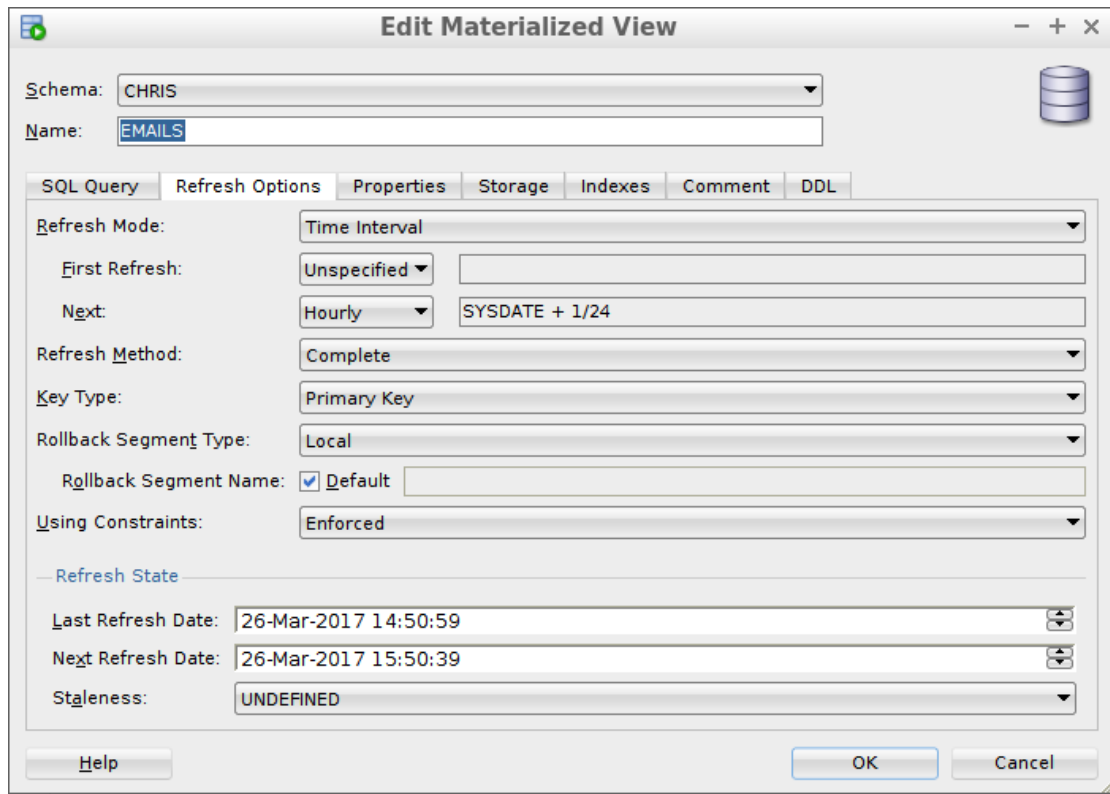 Edit Materialized View
Schema: CHRIS
Name: EMAILS
SQL Query Refresh Options Properties Storage Indexes Comment DDL
Refresh Mode: Time Interval
First Refresh: Unspecified
Next: Hourly SYSDATE + 1/24
Refresh Method: Complete
Key Type: Primary Key
Rollback Segment Type: Local
Rollback Segment Name: Default
Using Constraints: Enforced
Refresh State
Last Refresh Date: 26-Mar-2017 14:50:59
Next Refresh Date: 26-Mar-2017 15:50:39
Staleness: UNDEFINED
Help OK Cancel